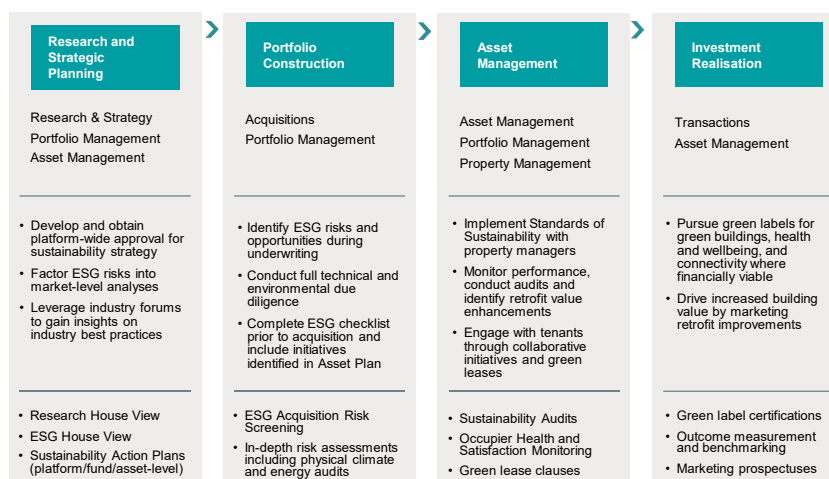 Research and
Strategic
Planning
Research & Strategy
Portfolio Management
Asset Management
• Develop and obtain
platform-wide approval for
sustainability strategy
• Factor ESG risks into
market-level analyses
• Leverage industry forums
to gain insights on
industry best practices
• Research House View
• ESG House View
• Sustainability Action Plans
(platform/fund/asset-level)
Portfolio
Construction
Acquisitions
Portfolio Management
• Identify ESG risks and
opportunities during
underwriting
• Conduct full technical and
environmental due
diligence
• Complete ESG checklist
prior to acquisition and
include initiatives
identified in Asset Plan
• ESG Acquisition Risk
Screening
• In-depth risk assessments
including physical climate
and energy audits
Asset
Management
Asset Management
Portfolio Management
Property Management
• Implement Standards of
Sustainability with
property managers
• Monitor performance,
conduct audits and
identify retrofit value
enhancements
• Engage with tenants
through collaborative
initiatives and green
leases
• Sustainability Audits
• Occupier Health and
Satisfaction Monitoring
• Green lease clauses
Investment
Realisation
Transactions
Asset Management
• Pursue green labels for
green buildings, health
and wellbeing, and
connectivity where
financially viable
• Drive increased building
value by marketing
retrofit improvements
• Green label certifications
• Outcome measurement
and benchmarking
• Marketing prospectuses